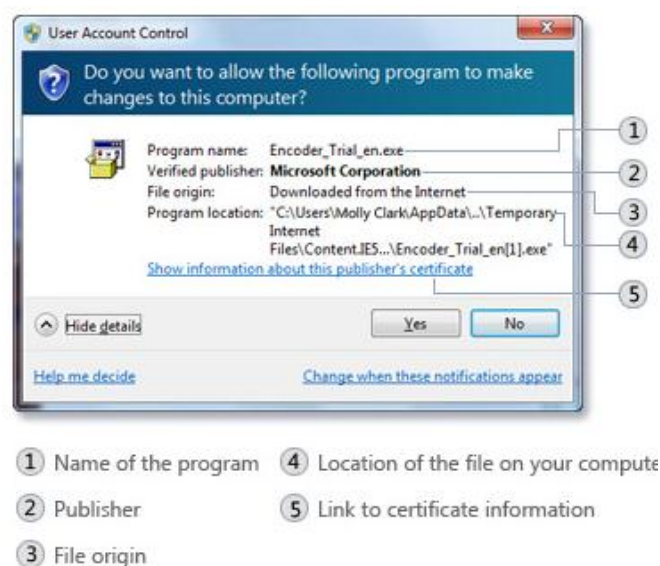 User Account Control
Do you want to allow the following program to make
changes to this computer?
Program name: Encoder_Trial_en.exe
Verified publisher: Microsoft Corporation
File origin: Downloaded from the Internet
Program location: "C:\Users\Molly Clark\AppData\...\Temporary
Internet
Files\Content.IE5...\Encoder_Trial_en[1].exe"
Show information about this publisher's certificate
Hide details
Yes
No
Help me decide
Change when these notifications appear
1
2
3
4
5
1 Name of the program
2 Publisher
3 File origin
4 Location of the file on your compute
5 Link to certificate information